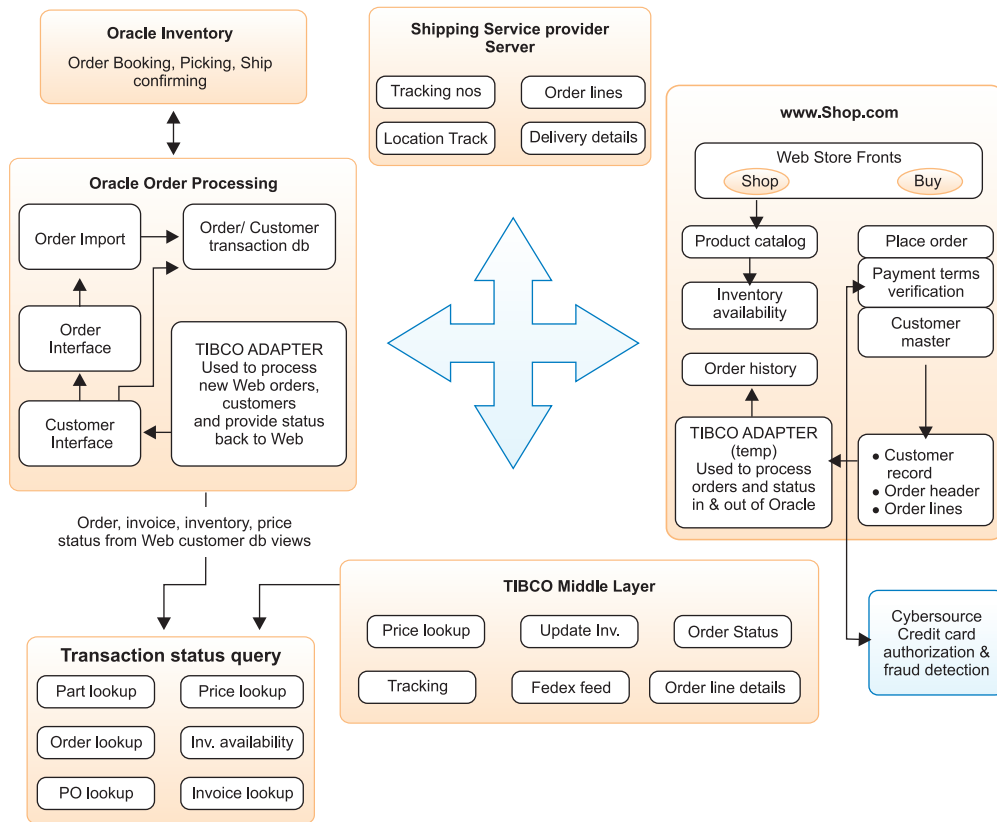 Oracle Inventory
Order Booking, Picking, Ship
confirming
Shipping Service provider
Server
Tracking nos
Order lines
Location Track
Delivery details
www.Shop.com
Web Store Fronts
Shop
Buy
Product catalog
Place order
Inventory
availability
Payment terms
verification
Customer
master
Order history
TIBCO ADAPTER
(temp)
Used to process
orders and status
in & out of Oracle
• Customer
record
• Order header
• Order lines
Oracle Order Processing
Order Import
Order/ Customer
transaction db
Order
Interface
TIBCO ADAPTER
Used to process
new Web orders,
customers
and provide status
back to Web
Customer
Interface
Order, invoice, inventory, price
status from Web customer db views
TIBCO Middle Layer
Price lookup
Update Inv.
Order Status
Tracking
Fedex feed
Order line details
Cybersource
Credit card
authorization &
fraud detection
Transaction status query
Part lookup
Price lookup
Order lookup
Inv. availability
PO lookup
Invoice lookup